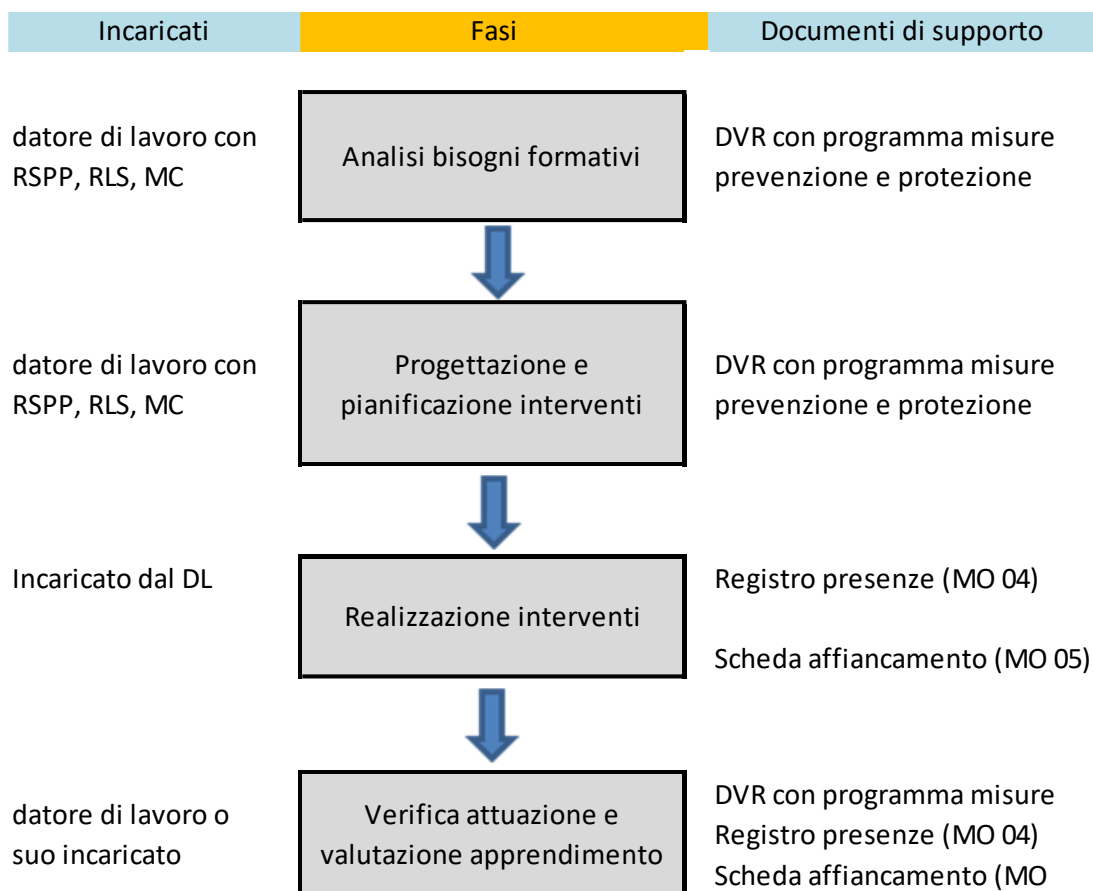 Incaricati Fasi Documenti di supporto
datore di lavoro con
RSPP, RLS, MC
Analisi bisogni formativi
DVR con programma misure
prevenzione e protezione
datore di lavoro con
RSPP, RLS, MC
Progettazione e
pianificazione interventi
DVR con programma misure
prevenzione e protezione
Incaricato dal DL
Realizzazione interventi
Registro presenze (MO 04)
Scheda affiancamento (MO 05)
datore di lavoro o
suo incaricato
Verifica attuazione e
valutazione apprendimento
DVR con programma misure
Registro presenze (MO 04)
Scheda affiancamento (MO